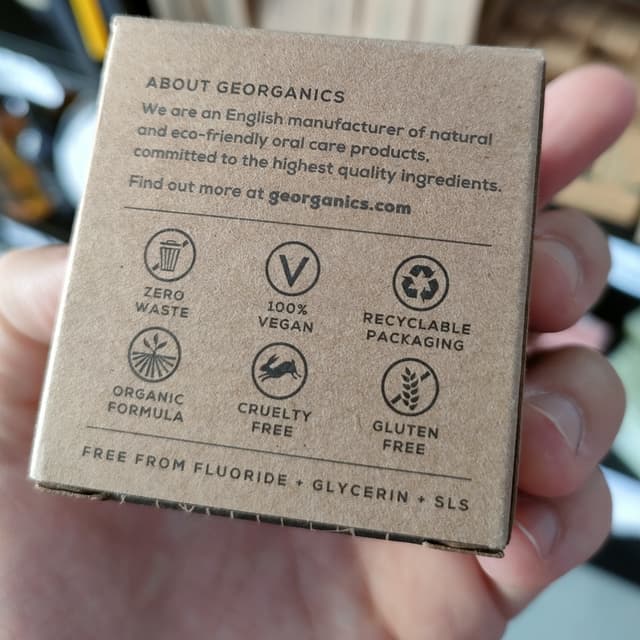 ABOUT GEORGANICS
We are an English manufacturer of natural
and eco-friendly oral care products,
committed to the highest quality ingredients.
Find out more at georganics.com
ZERO
WASTE
100%
VEGAN
RECYCLABLE
PACKAGING
ORGANIC
FORMULA
CRUELTY
FREE
GLUTEN
FREE
FREE FROM FLUORIDE + GLYCERIN + SLS